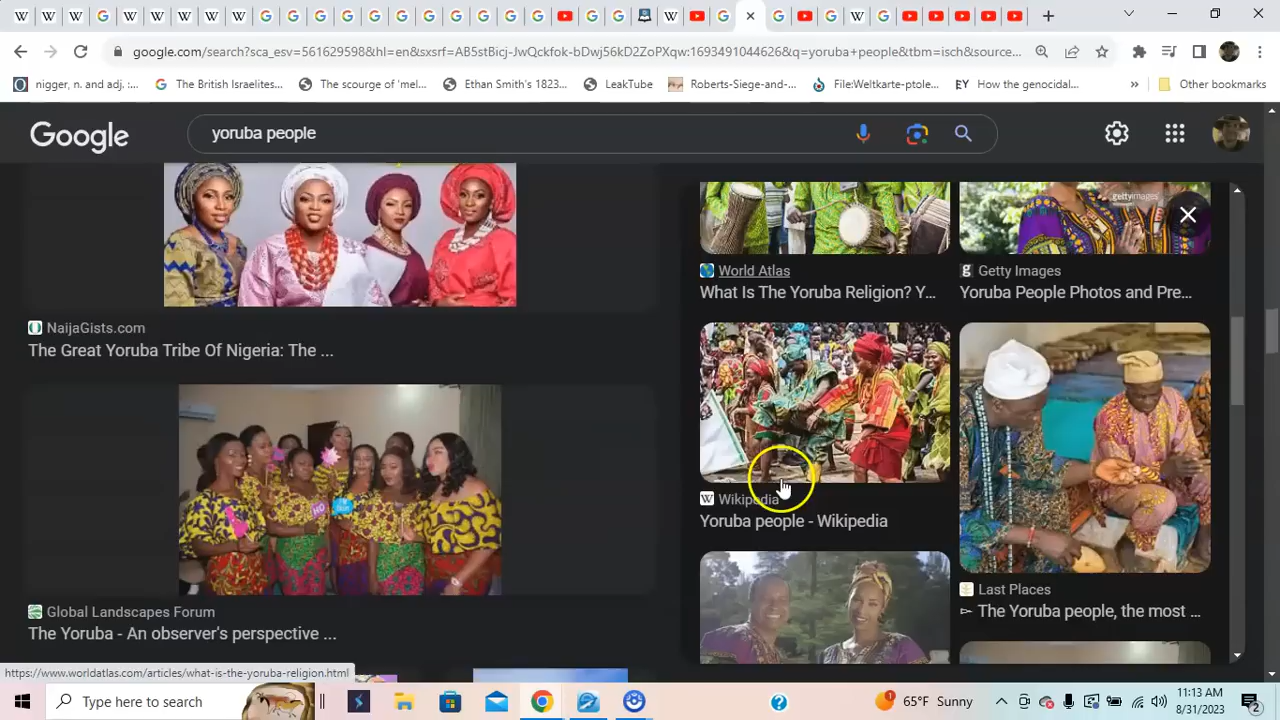 google.com/search?sca_esv=561629598&hl=en&sxsrf=AB5stBicj-JwQckfok-bDwj56kD2ZoPXqw:1693491044626&q=yoruba+people&tbm=isch&source...
nigger, n. and adj. :... The British Israelites... The scourge of 'mel... Ethan Smith's 1823... LeakTube Roberts-Siege-and-... File:Weltkarte-ptole... EY How the genocidal... » Other bookmarks
Google yoruba people
gettyimages
World Atlas Getty Images
What Is The Yoruba Religion? Y... Yoruba People Photos and Pre...
NaijaGists.com
The Great Yoruba Tribe Of Nigeria: The ...
Wikipedia
Yoruba people - Wikipedia
Last Places
▻ The Yoruba people, the most ...
Global Landscapes Forum
The Yoruba - An observer's perspective ...
https://www.worldatlas.com/articles/what-is-the-yoruba-religion.html
Type here to search 65°F Sunny 11:13 AM
8/31/2023 2